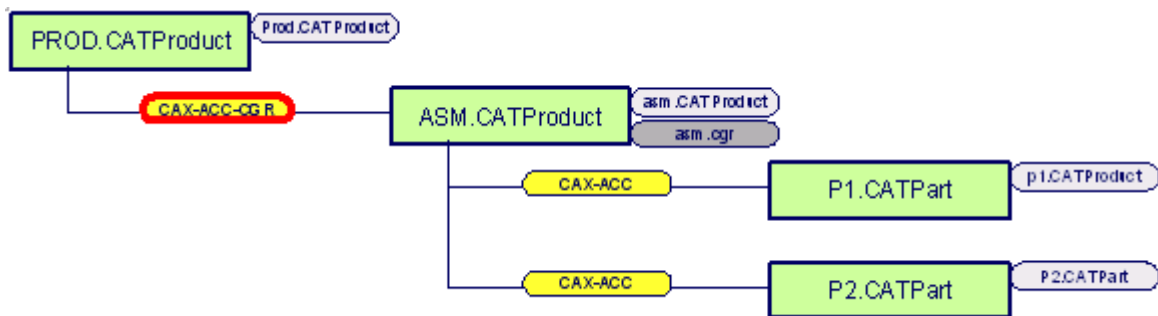 PROD.CATProduct
Prod.CATProduct
CAX-ACC-CGR
ASM.CATProduct
asm.CATProduct
asm.cgr
CAX-ACC
P1.CATPart
p1.CATProduct
CAX-ACC
P2.CATPart
P2.CATPart